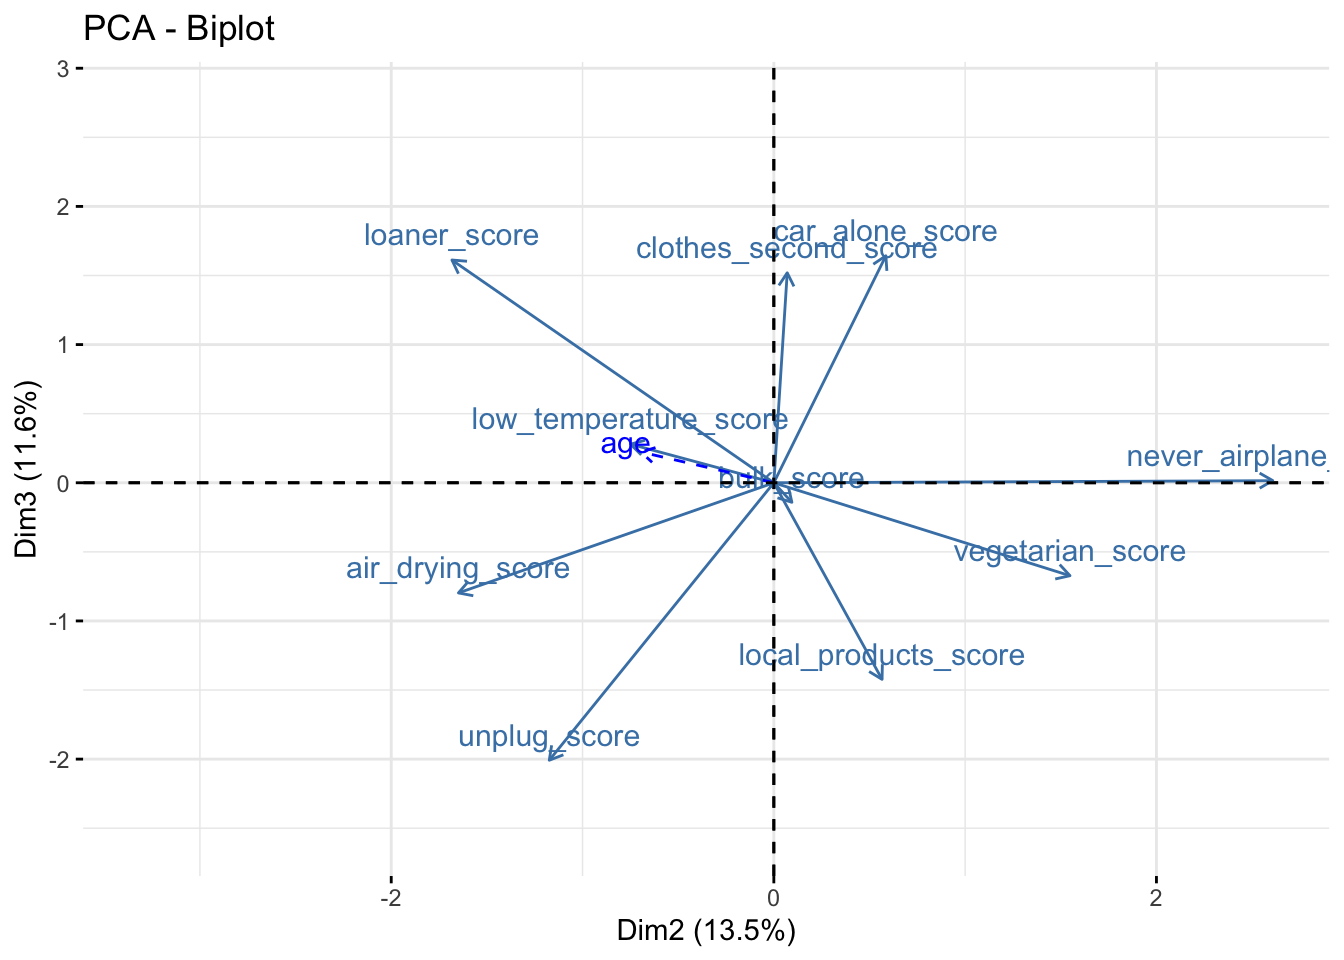 PCA - Biplot
3
2
1
0
-1
-2
Dim3 (11.6%)
loaner_score
car_alone_score
clothes_second_score
low_temperature_score
age
never_airplane_
bulk_score
vegetarian_score
air_drying_score
local_products_score
unplug_score
-2
0
2
Dim2 (13.5%)